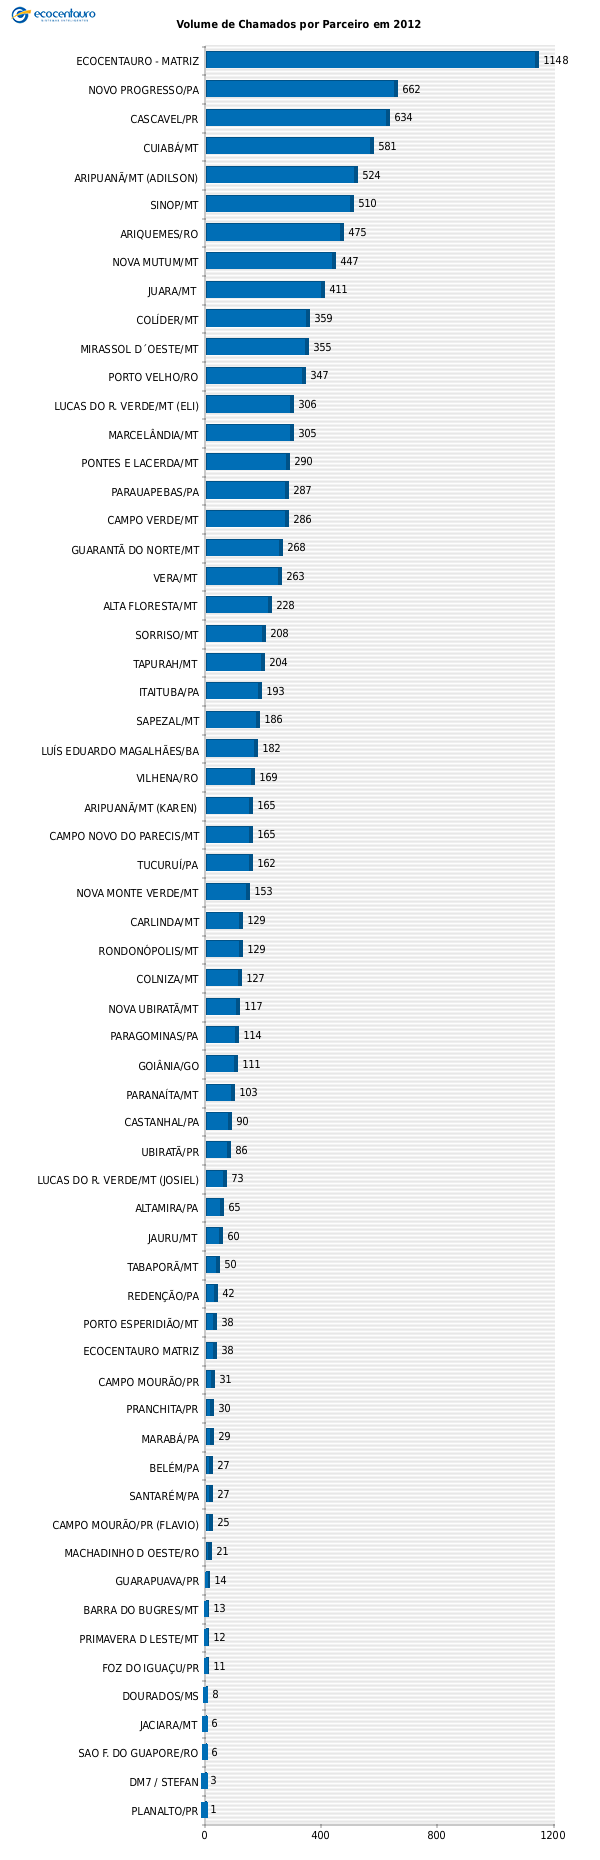 ecocentauro
Volume de Chamados por Parceiro em 2012
ECOCENTAURO - MATRIZ 1148
NOVO PROGRESSO/PA 662
CASCAVEL/PR 634
CUIABÁ/MT 581
ARIPUANÃ/MT (ADILSON) 524
SINOP/MT 510
ARIQUEMES/RO 475
NOVA MUTUM/MT 447
JUARA/MT 411
COLÍDER/MT 359
MIRASSOL D´OESTE/MT 355
PORTO VELHO/RO 347
LUCAS DO R. VERDE/MT (ELI) 306
MARCELÂNDIA/MT 305
PONTES E LACERDA/MT 290
PARAUAPEBAS/PA 287
CAMPO VERDE/MT 286
GUARANTÃ DO NORTE/MT 268
VERA/MT 263
ALTA FLORESTA/MT 228
SORRISO/MT 208
TAPURAH/MT 204
ITAITUBA/PA 193
SAPEZAL/MT 186
LUÍS EDUARDO MAGALHÃES/BA 182
VILHENA/RO 169
ARIPUANÃ/MT (KAREN) 165
CAMPO NOVO DO PARECIS/MT 165
TUCURUÍ/PA 162
NOVA MONTE VERDE/MT 153
CARLINDA/MT 129
RONDONÓPOLIS/MT 129
COLNIZA/MT 127
NOVA UBIRATÃ/MT 117
PARAGOMINAS/PA 114
GOIÂNIA/GO 111
PARANAÍTA/MT 103
CASTANHAL/PA 90
UBIRATÃ/PR 86
LUCAS DO R. VERDE/MT (JOSIEL) 73
ALTAMIRA/PA 65
JAURU/MT 60
TABAPORÃ/MT 50
REDENÇÃO/PA 42
PORTO ESPERIDIÃO/MT 38
ECOCENTAURO MATRIZ 38
CAMPO MOURÃO/PR 31
PRANCHITA/PR 30
MARABÁ/PA 29
BELÉM/PA 27
SANTARÉM/PA 27
CAMPO MOURÃO/PR (FLAVIO) 25
MACHADINHO D OESTE/RO 21
GUARAPUAVA/PR 14
BARRA DO BUGRES/MT 13
PRIMAVERA D LESTE/MT 12
FOZ DO IGUAÇU/PR 11
DOURADOS/MS 8
JACIARA/MT 6
SAO F. DO GUAPORE/RO 6
DM7 / STEFAN 3
PLANALTO/PR 1
0 400 800 1200